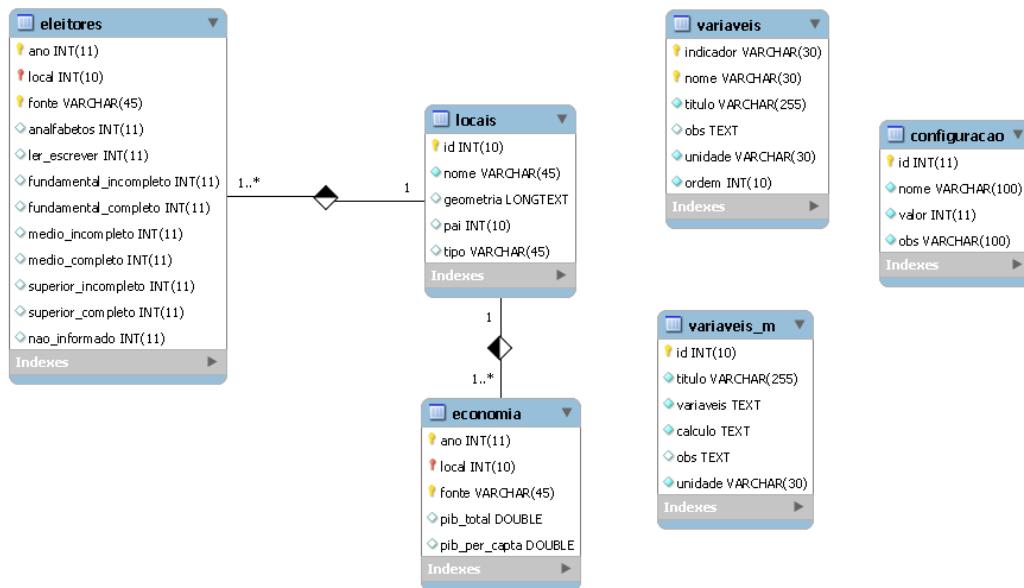 eleitores
ano INT(11)
local INT(10)
fonte VARCHAR(45)
analfabetos INT(11)
ler_escrever INT(11)
fundamental_incompleto INT(11)
fundamental_completo INT(11)
medio_incompleto INT(11)
medio_completo INT(11)
superior_incompleto INT(11)
superior_completo INT(11)
nao_informado INT(11)
Indexes
1..*
1
locais
id INT(10)
nome VARCHAR(45)
geometria LONGTEXT
pai INT(10)
tipo VARCHAR(45)
Indexes
1
1..*
economia
ano INT(11)
local INT(10)
fonte VARCHAR(45)
pib_total DOUBLE
pib_per_capta DOUBLE
Indexes
variaveis
indicador VARCHAR(30)
nome VARCHAR(30)
titulo VARCHAR(255)
obs TEXT
unidade VARCHAR(30)
ordem INT(10)
Indexes
variaveis_m
id INT(10)
titulo VARCHAR(255)
variaveis TEXT
calculo TEXT
obs TEXT
unidade VARCHAR(30)
Indexes
configuracao
id INT(11)
nome VARCHAR(100)
valor INT(11)
obs VARCHAR(100)
Indexes